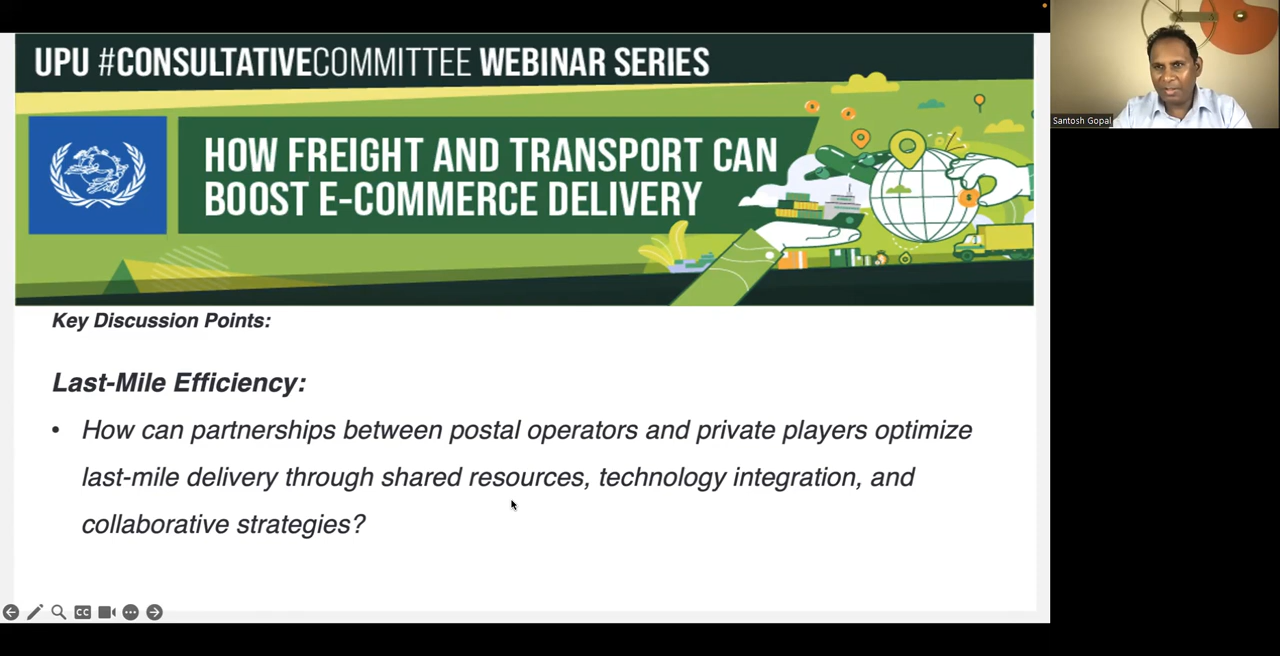 UPU #CONSULTATIVECOMMITTEE WEBINAR SERIES
HOW FREIGHT AND TRANSPORT CAN
BOOST E-COMMERCE DELIVERY
Santosh Gopal
Key Discussion Points:
Last-Mile Efficiency:
• How can partnerships between postal operators and private players optimize
last-mile delivery through shared resources, technology integration, and
collaborative strategies?
CC